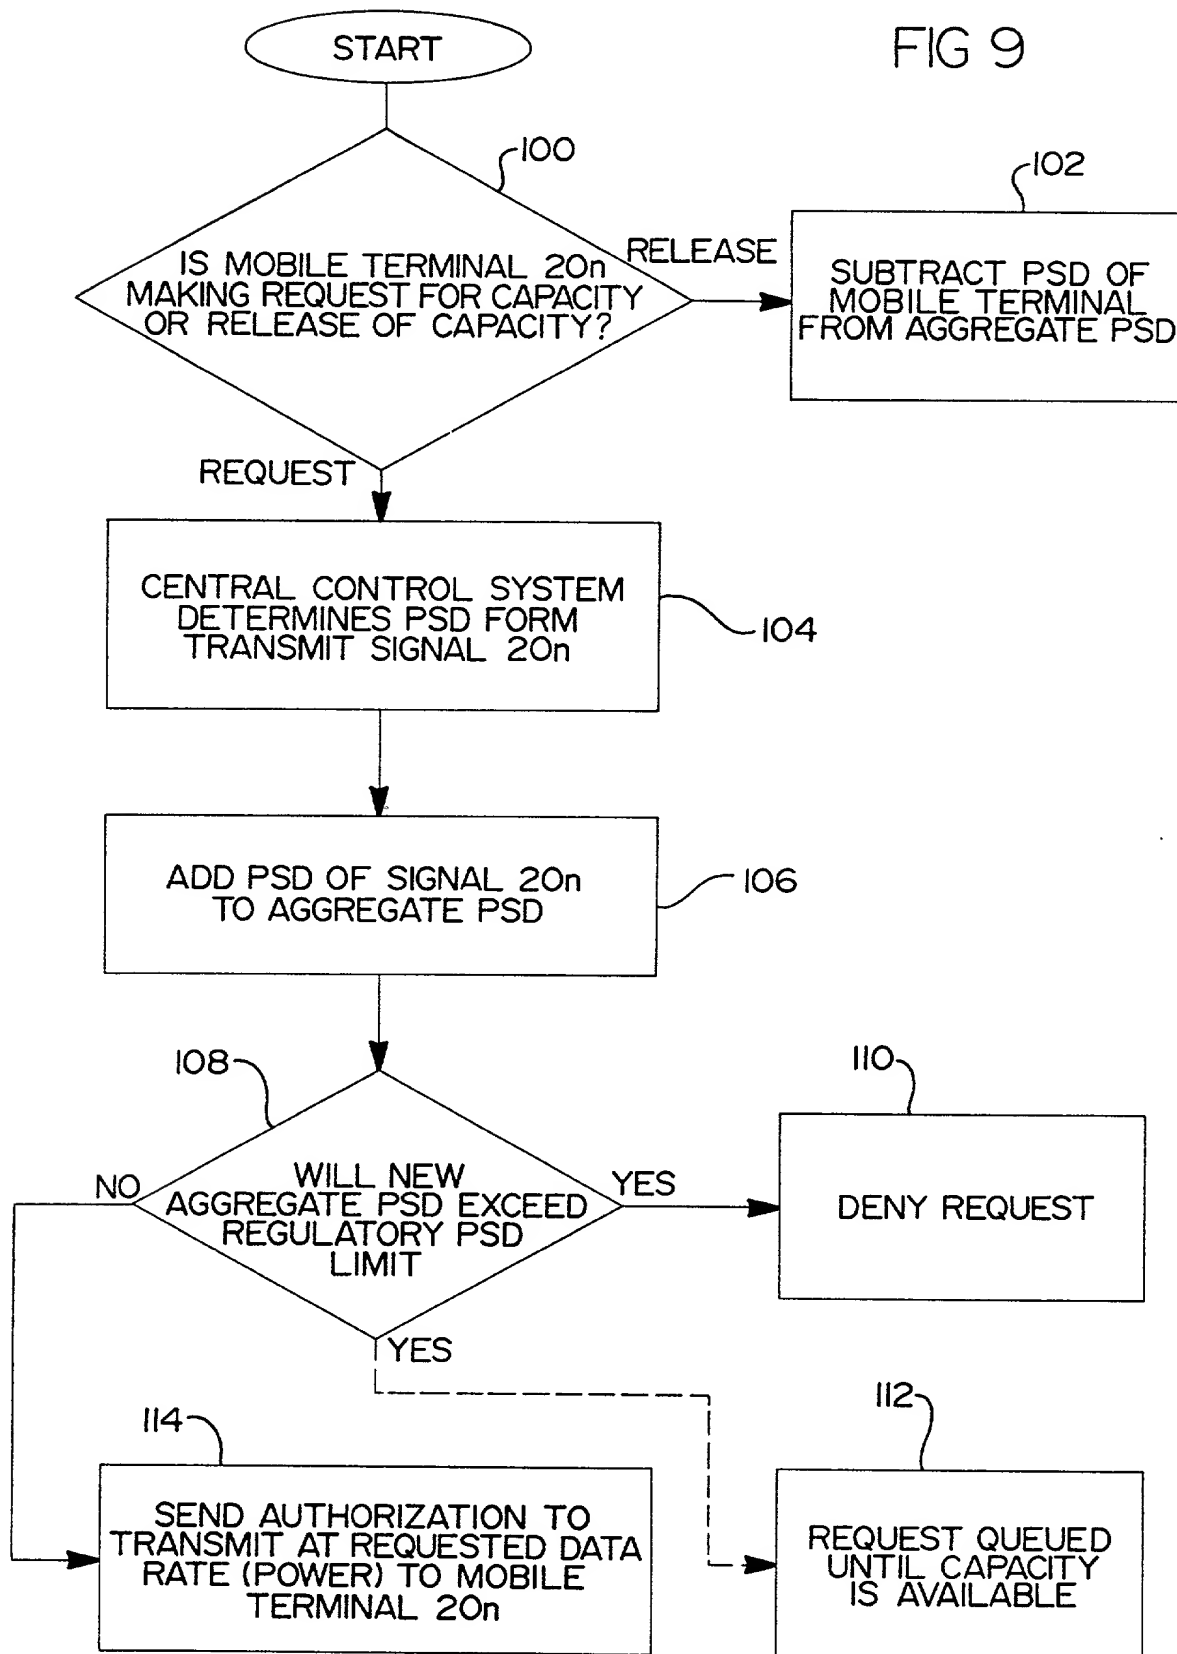 START
FIG 9
100
IS MOBILE TERMINAL 20n
MAKING REQUEST FOR CAPACITY
OR RELEASE OF CAPACITY?
RELEASE
102
SUBTRACT PSD OF
MOBILE TERMINAL
FROM AGGREGATE PSD
REQUEST
CENTRAL CONTROL SYSTEM
DETERMINES PSD FORM
TRANSMIT SIGNAL 20n
104
ADD PSD OF SIGNAL 20n
TO AGGREGATE PSD
106
108
NO
WILL NEW
AGGREGATE PSD EXCEED
REGULATORY PSD
LIMIT
YES
110
DENY REQUEST
YES
114
SEND AUTHORIZATION TO
TRANSMIT AT REQUESTED DATA
RATE (POWER) TO MOBILE
TERMINAL 20n
112
REQUEST QUEUED
UNTIL CAPACITY
IS AVAILABLE